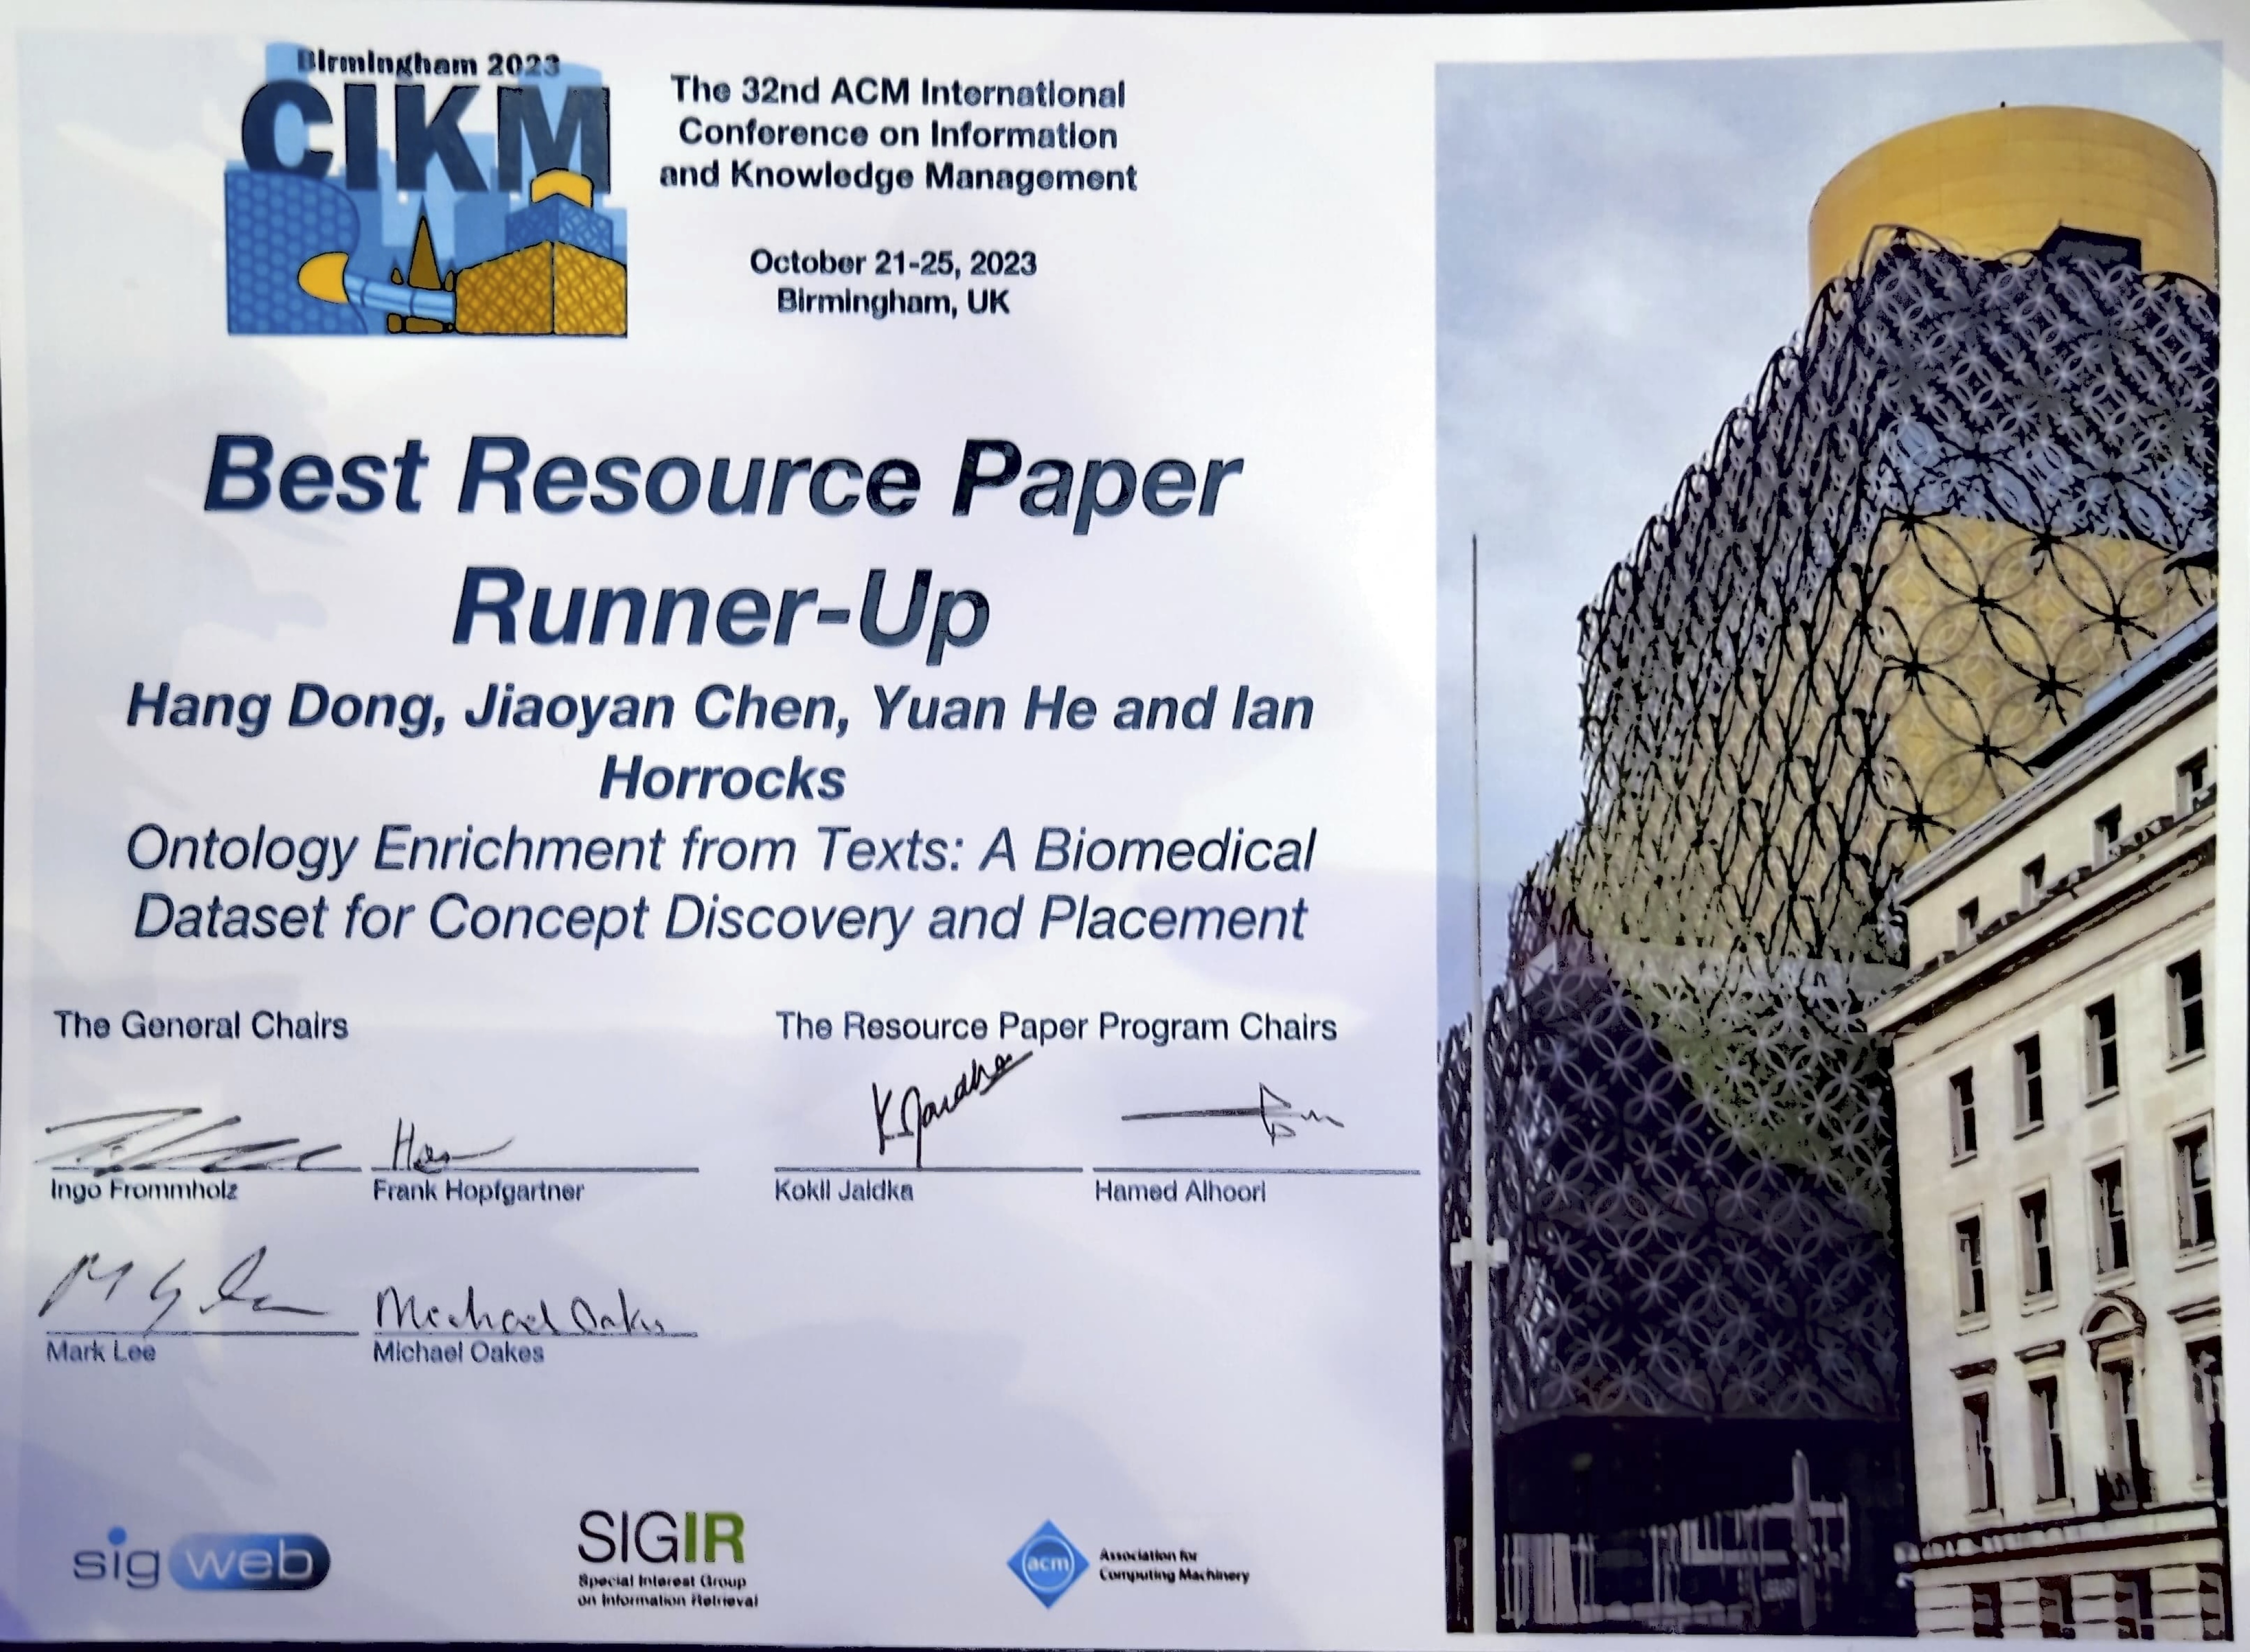 Birmingham 2023
CIKM
The 32nd ACM International
Conference on Information
and Knowledge Management
October 21-25, 2023
Birmingham, UK
Best Resource Paper
Runner-Up
Hang Dong, Jiaoyan Chen, Yuan He and Ian
Horrocks
Ontology Enrichment from Texts: A Biomedical
Dataset for Concept Discovery and Placement
The General Chairs
The Resource Paper Program Chairs
K Jaidka
Ingo Frommholz
Frank Hopfgartner
Kokil Jaidka
Hamed Alhoori
Michael Oakes
Mark Lee
Michael Oakes
sig web
SIGIR
Special Interest Group
on Information Retrieval
acm
Association for
Computing Machinery